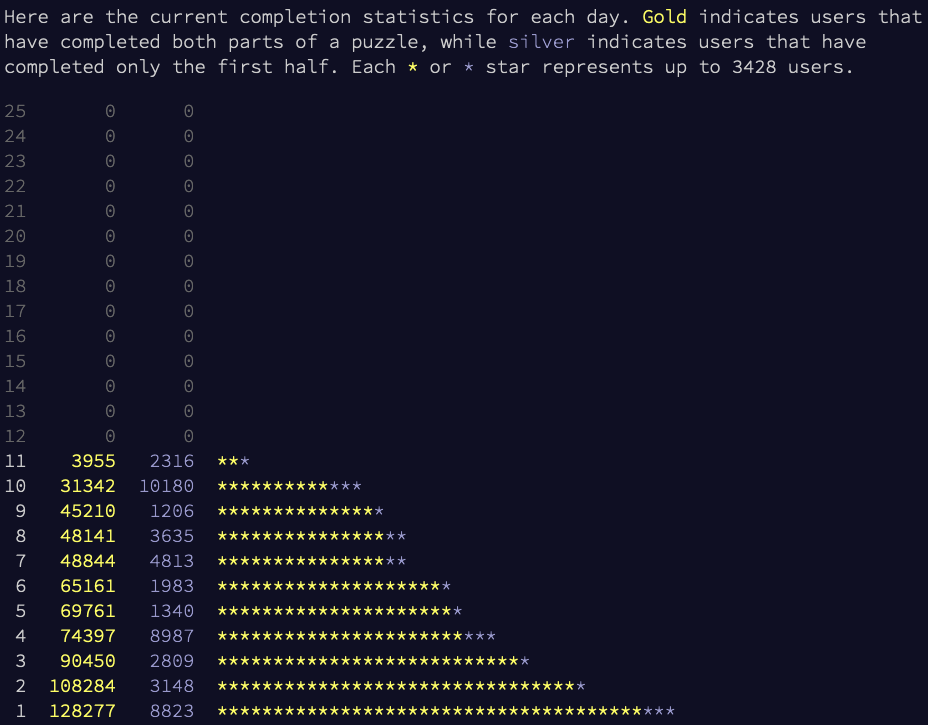 Here are the current completion statistics for each day. Gold indicates users that
have completed both parts of a puzzle, while silver indicates users that have
completed only the first half. Each * or * star represents up to 3428 users.
25 0 0
24 0 0
23 0 0
22 0 0
21 0 0
20 0 0
19 0 0
18 0 0
17 0 0
16 0 0
15 0 0
14 0 0
13 0 0
12 0 0
11 3955 2316 ***
10 31342 10180 *************
9 45210 1206 ***************
8 48141 3635 *****************
7 48844 4813 *****************
6 65161 1983 *********************
5 69761 1340 **********************
4 74397 8987 *************************
3 90450 2809 ****************************
2 108284 3148 *********************************
1 128277 8823 *****************************************